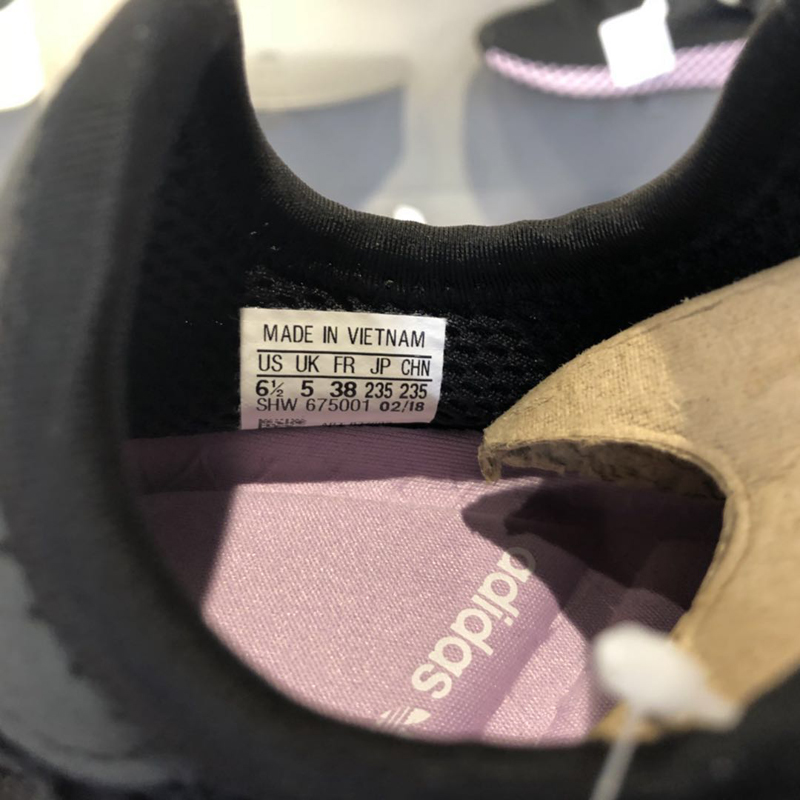 MADE IN VIETNAM
US UK FR JP CHN
6½ 5 38 235 235
SHW 675001 02/18
adidas